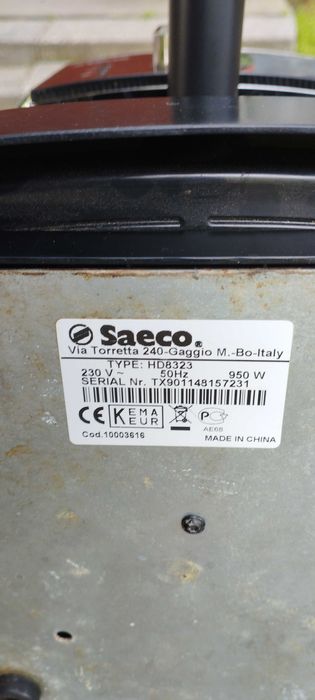 Saeco®
Via Torretta 240-Gaggio M.-Bo-Italy
TYPE: HD8323
230 V ~ 50Hz 950 W
SERIAL Nr. TX901148157231
CE KEMA KEUR PC
AE68
Cod.10003616 MADE IN CHINA